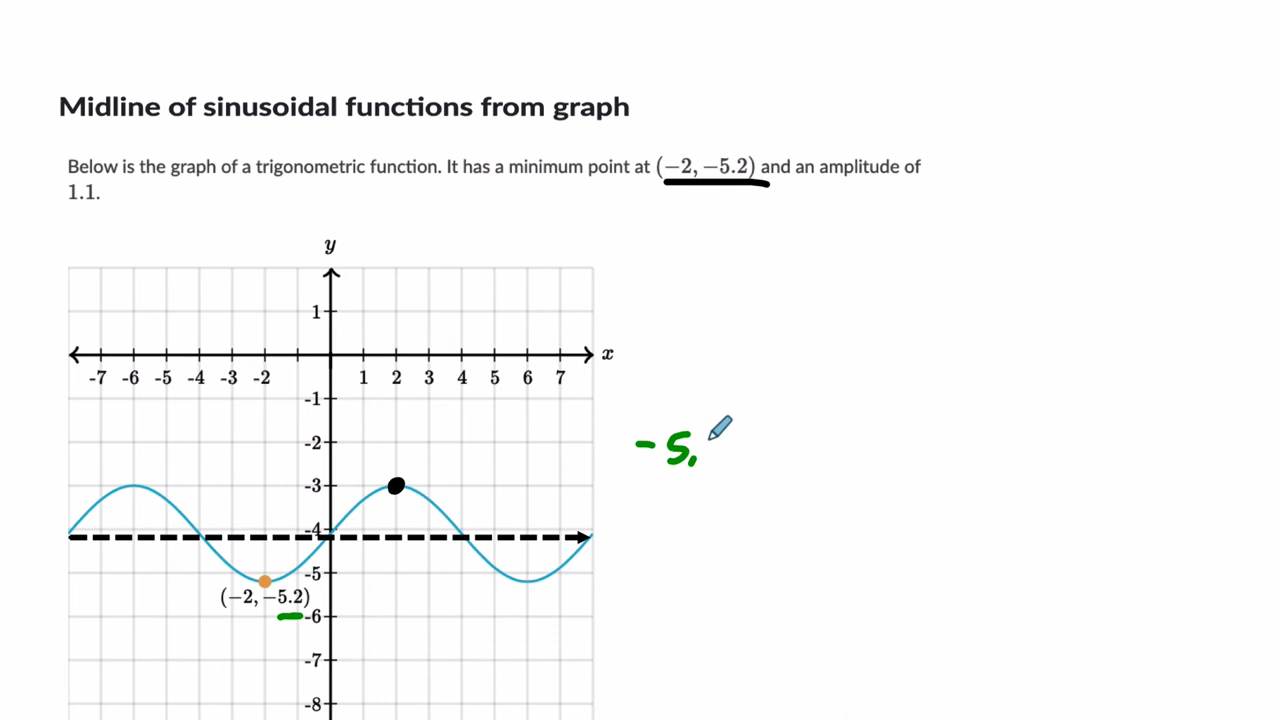 Midline of sinusoidal functions from graph
Below is the graph of a trigonometric function. It has a minimum point at (−2, −5.2) and an amplitude of
1.1.
y
1
x
-7 -6 -5 -4 -3 -2 1 2 3 4 5 6 7
-1
-2
- 5.
-3
-4
-5
(−2, −5.2)
-6
-7
-8